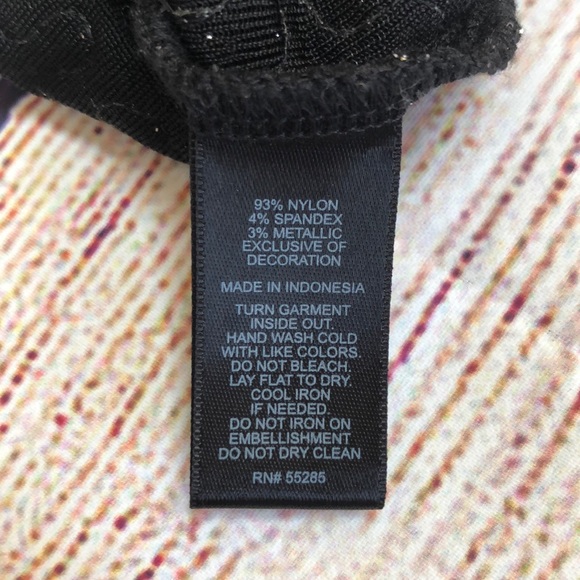 93% NYLON
4% SPANDEX
3% METALLIC
EXCLUSIVE OF
DECORATION
MADE IN INDONESIA
TURN GARMENT
INSIDE OUT.
HAND WASH COLD
WITH LIKE COLORS.
DO NOT BLEACH.
LAY FLAT TO DRY.
COOL IRON
IF NEEDED.
DO NOT IRON ON
EMBELLISHMENT
DO NOT DRY CLEAN
RN# 55285